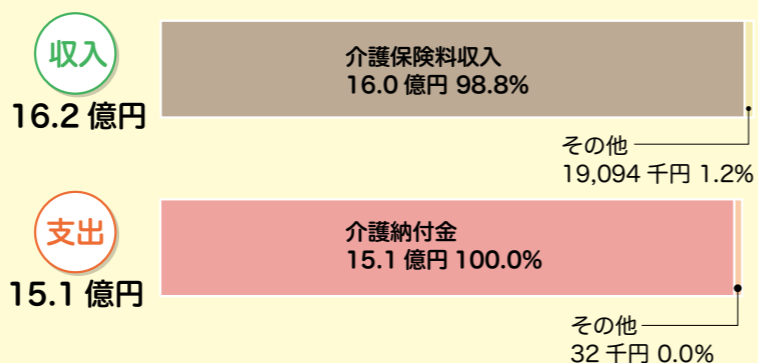 収入
16.2 億円
介護保険料収入
16.0 億円 98.8%
その他
19,094 千円 1.2%
支出
15.1 億円
介護納付金
15.1 億円 100.0%
その他
32 千円 0.0%